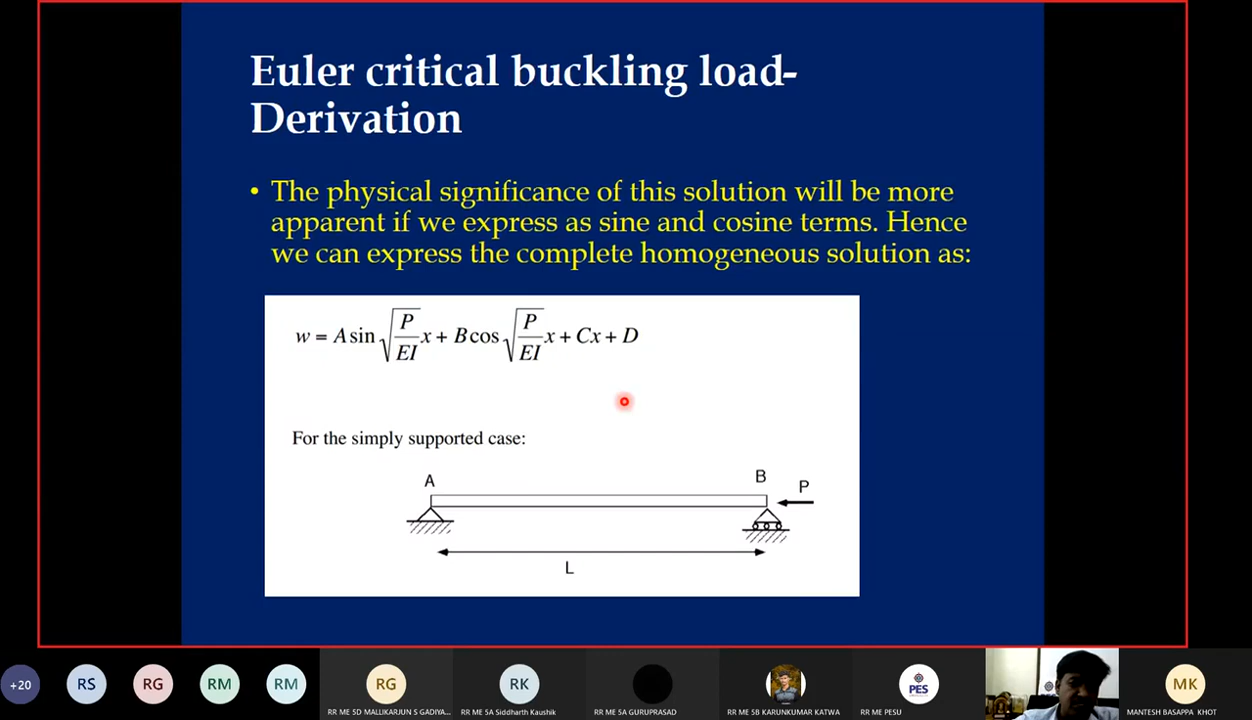 Euler critical buckling load-
Derivation
• The physical significance of this solution will be more
apparent if we express as sine and cosine terms. Hence
we can express the complete homogeneous solution as:
w = A sin √(P/EI) x + B cos √(P/EI) x + Cx + D
For the simply supported case:
A
B
P
L
+20
RS
RG
RM
RM
RG
RK
PES
MK
RR ME 5D MALLIKARJUN S GADIYA...
RR ME 5A Siddharth Kaushik
RR ME 5A GURUPRASAD
RR ME 5B KARUNKUMAR KATWA
RR ME PESU
MANTESH BASAPPA KHOT